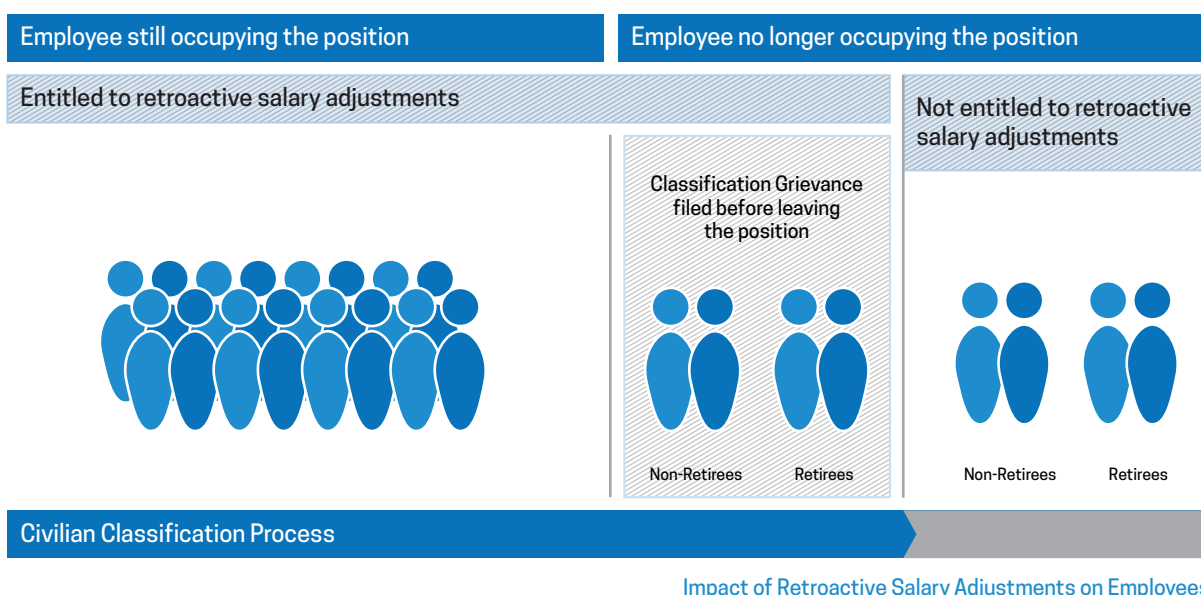 Employee still occupying the position
Employee no longer occupying the position
Entitled to retroactive salary adjustments
Not entitled to retroactive
salary adjustments
Classification Grievance
filed before leaving
the position
Non-Retirees
Retirees
Non-Retirees
Retirees
Civilian Classification Process
Impact of Retroactive Salary Adjustments on Employees